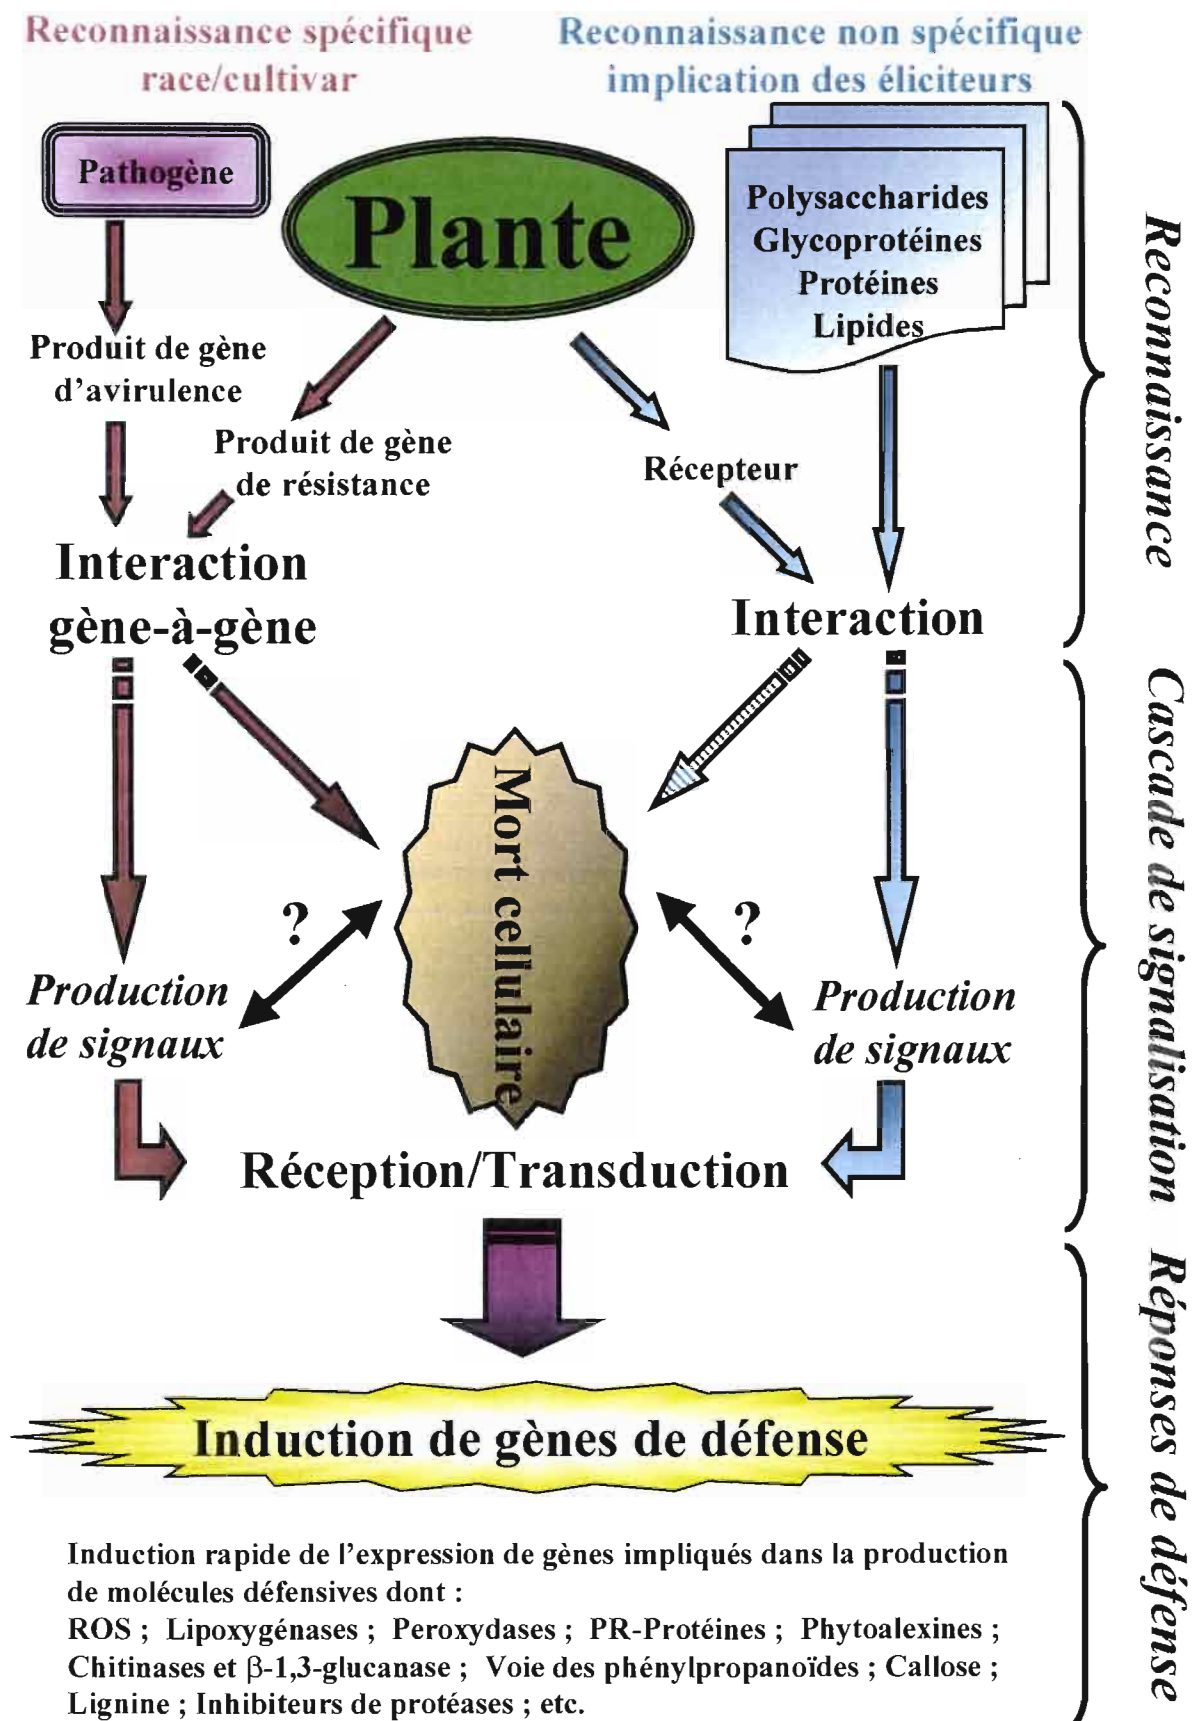 Reconnaissance spécifique
race/cultivar
Reconnaissance non spécifique
implication des éliciteurs
Pathogène
Plante
Polysaccharides
Glycoprotéines
Protéines
Lipides
Produit de gène
d'avirulence
Produit de gène
de résistance
Récepteur
Interaction
gène-à-gène
Interaction
Reconnaissance
Mort cellulaire
?
?
Production
de signaux
Production
de signaux
Réception/Transduction
Cascade de signalisation
Induction de gènes de défense
Induction rapide de l'expression de gènes impliqués dans la production
de molécules défensives dont :
ROS ; Lipoxygénases ; Peroxydases ; PR-Protéines ; Phytoalexines ;
Chitinases et β-1,3-glucanase ; Voie des phénylpropanoïdes ; Callose ;
Lignine ; Inhibiteurs de protéases ; etc.
Réponses de défense